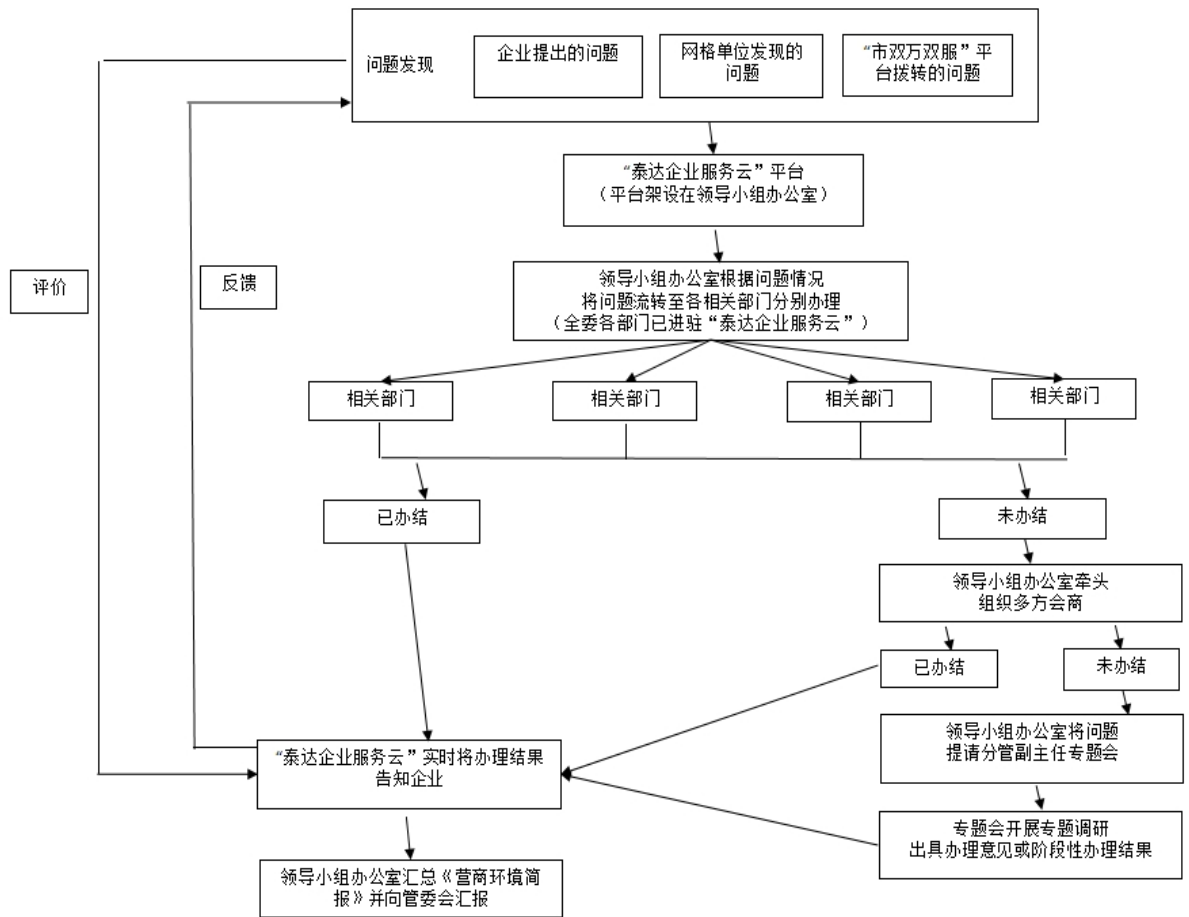 问题发现
企业提出的问题
网格单位发现的
问题
“市双万双服”平
台拨转的问题
“泰达企业服务云”平台
（平台架设在领导小组办公室）
评价
反馈
领导小组办公室根据问题情况
将问题流转至各相关部门分别办理
（全委各部门已进驻“泰达企业服务云”）
相关部门
相关部门
相关部门
相关部门
已办结
未办结
领导小组办公室牵头
组织多方会商
已办结
未办结
领导小组办公室将问题
提请分管副主任专题会
“泰达企业服务云”实时将办理结果
告知企业
专题会开展专题调研
出具办理意见或阶段性办理结果
领导小组办公室汇总《营商环境简
报》并向管委会汇报